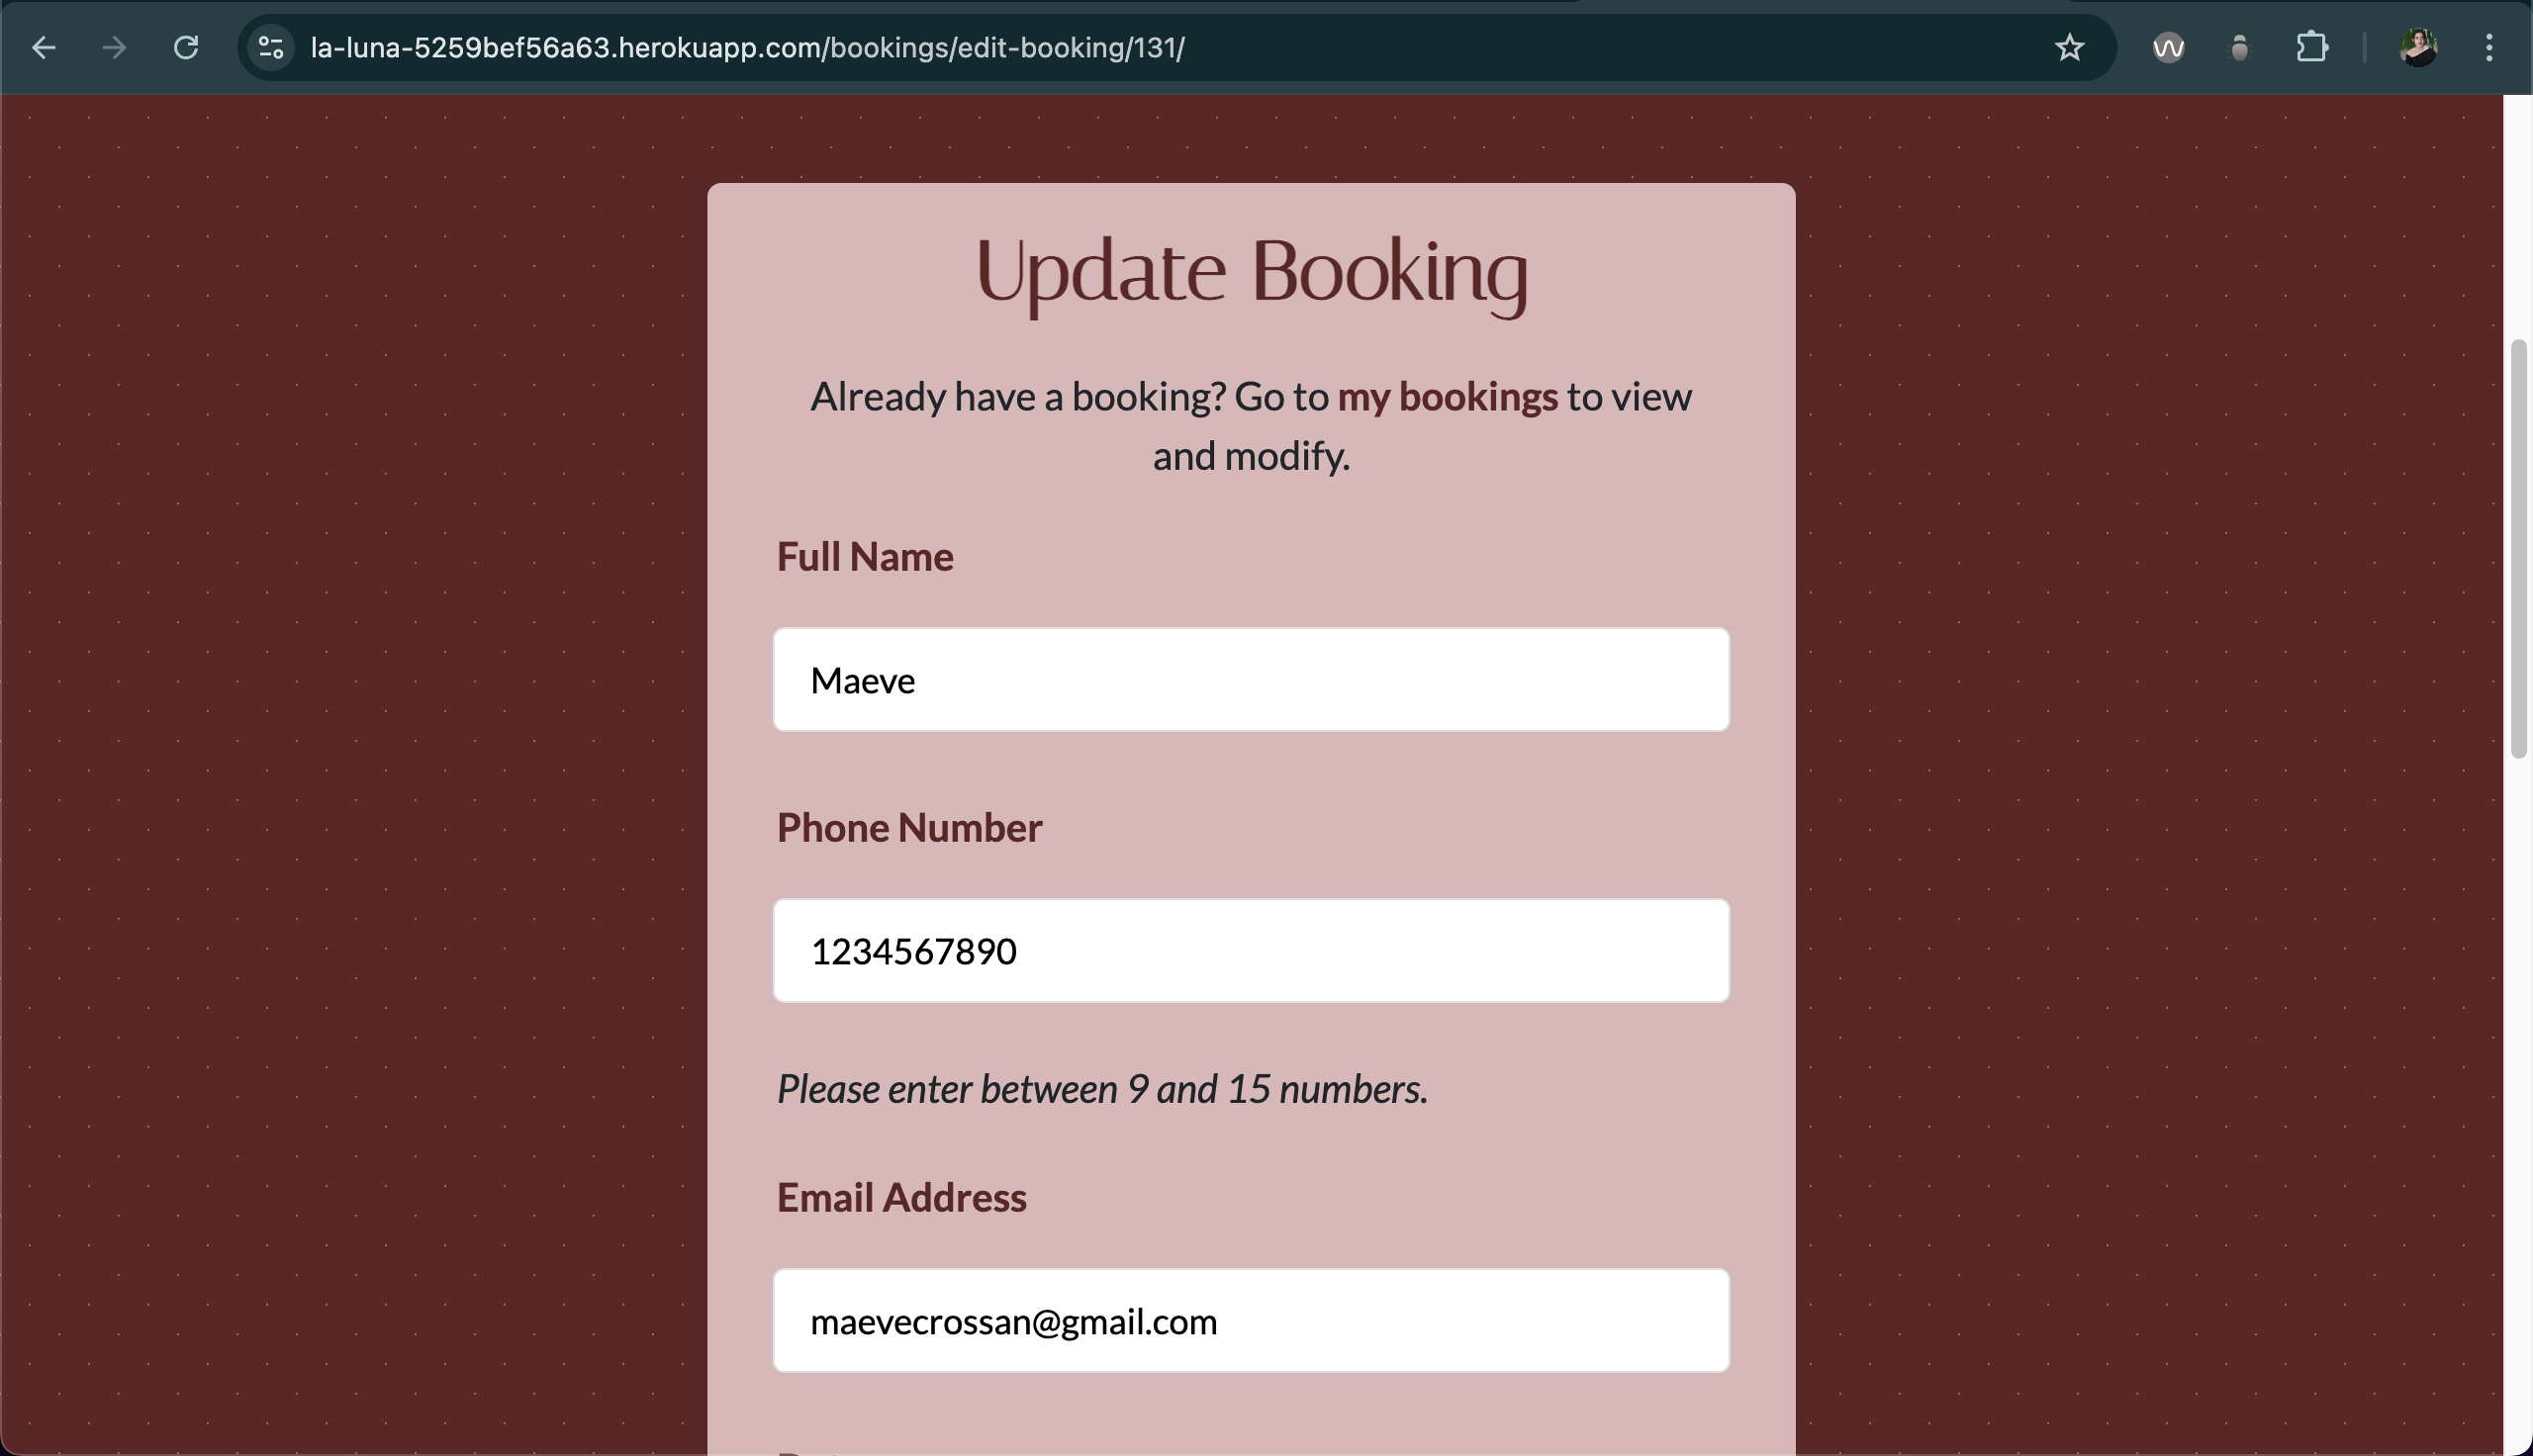 la-luna-5259bef56a63.herokuapp.com/bookings/edit-booking/131/
Update Booking
Already have a booking? Go to my bookings to view
and modify.
Full Name
Maeve
Phone Number
1234567890
Please enter between 9 and 15 numbers.
Email Address
maevecrossan@gmail.com